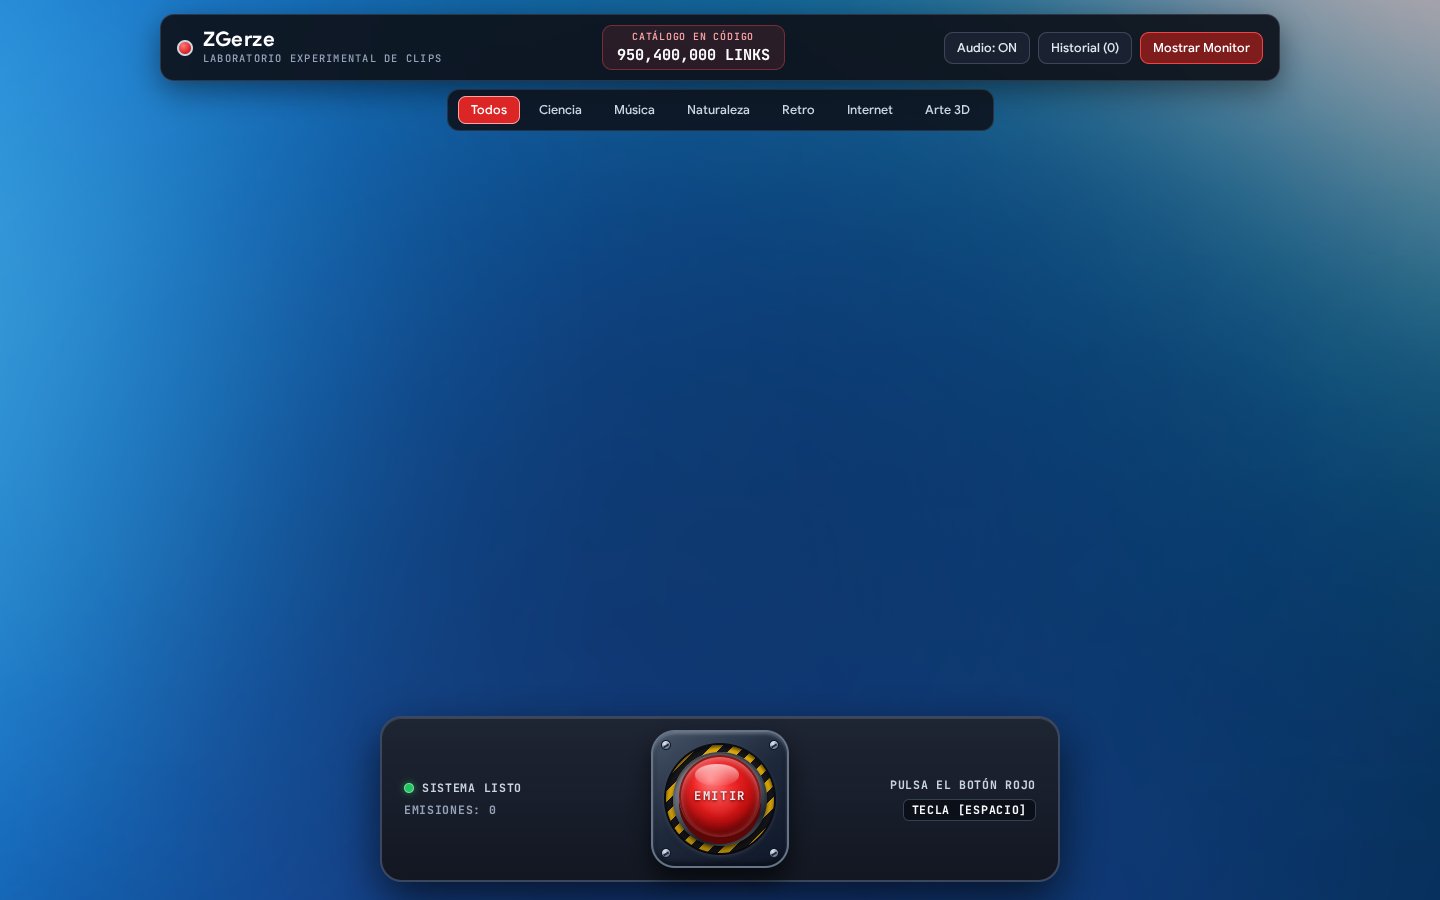 ZGerze
LABORATORIO EXPERIMENTAL DE CLIPS
CATÁLOGO EN CÓDIGO
950,400,000 LINKS
Audio: ON
Historial (0)
Mostrar Monitor
Todos
Ciencia
Música
Naturaleza
Retro
Internet
Arte 3D
SISTEMA LISTO
EMISIONES: 0
EMITIR
PULSA EL BOTÓN ROJO
TECLA [ESPACIO]